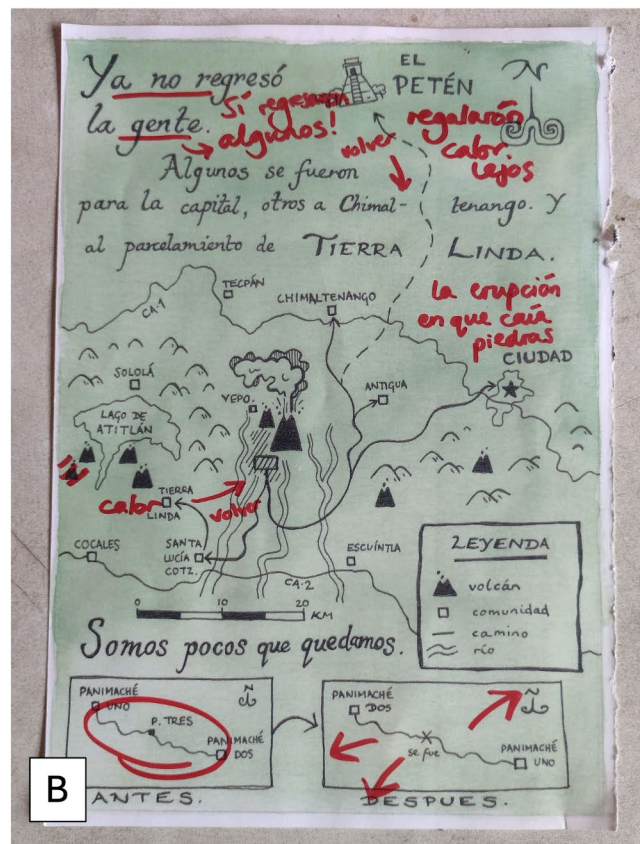 Ya no regresó
la gente.
Sí regresaron
algunos!
EL
PETÉN
N
volver
regalarón
calor.
lejos
Algunos se fueron
para la capital, otros a Chimal- tenango. Y
al parcelamiento de TIERRA LINDA.
la erupción
en que caía
piedras
TECPÁN
CA-1
CHIMALTENANGO
CIUDAD
SOLOLÁ
YEPO.
ANTIGUA
LAGO DE
ATITLÁN
calor
TIERRA
LINDA
volver
COCALES
SANTA
LUCÍA
COTZ.
ESCUÍNTLA
CA-2
0 10 20
KM
LEYENDA
volcán
comunidad
camino
río
Somos pocos que quedamos.
PANIMACHÉ
UNO
P. TRES
PANIMACHÉ
DOS
Ñ
PANIMACHÉ
DOS
se fue
PANIMACHÉ
UNO
Ñ
B
ANTES.
DESPUES.